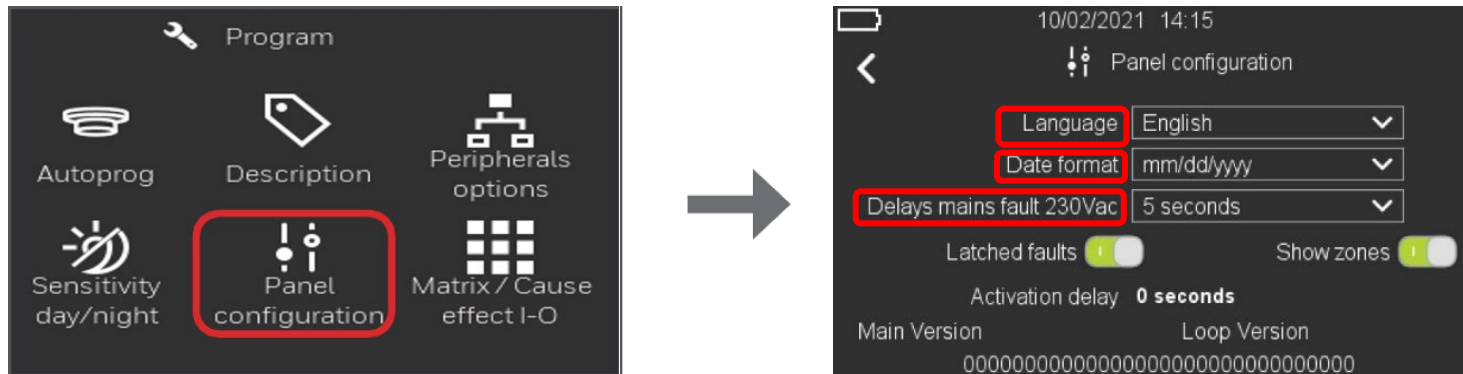 Program
Autoprog
Description
Peripherals
options
Sensitivity
day/night
Panel
configuration
Matrix / Cause
effect I-O
10/02/2021 14:15
Panel configuration
Language English
Date format mm/dd/yyyy
Delays mains fault 230Vac 5 seconds
Latched faults Show zones
Activation delay 0 seconds
Main Version Loop Version
00000000000000000000000000000000